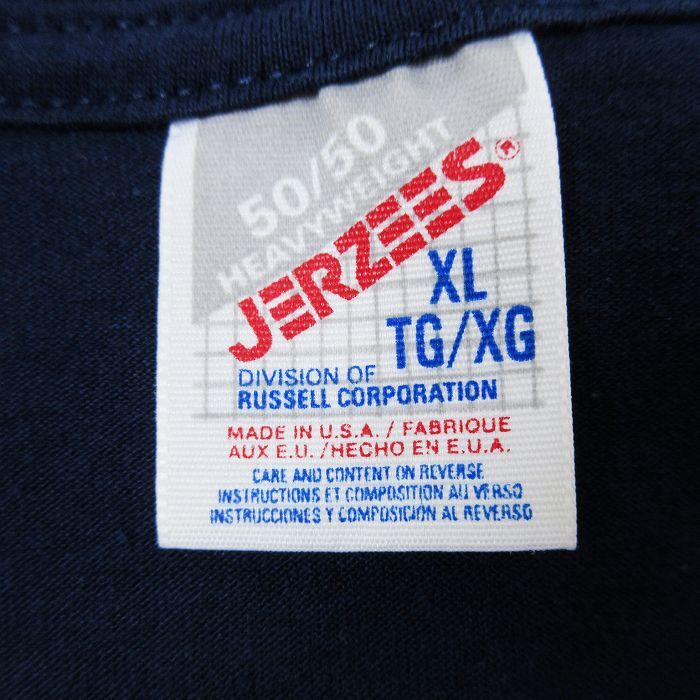 50/50
HEAVYWEIGHT
JERZEES®
XL
TG/XG
DIVISION OF
RUSSELL CORPORATION
MADE IN U.S.A. / FABRIQUE
AUX E.U. /HECHO EN E.U.A.
CARE AND CONTENT ON REVERSE
INSTRUCTIONS ET COMPOSITION AU VERSO
INSTRUCCIONES Y COMPOSICION AL REVERSO